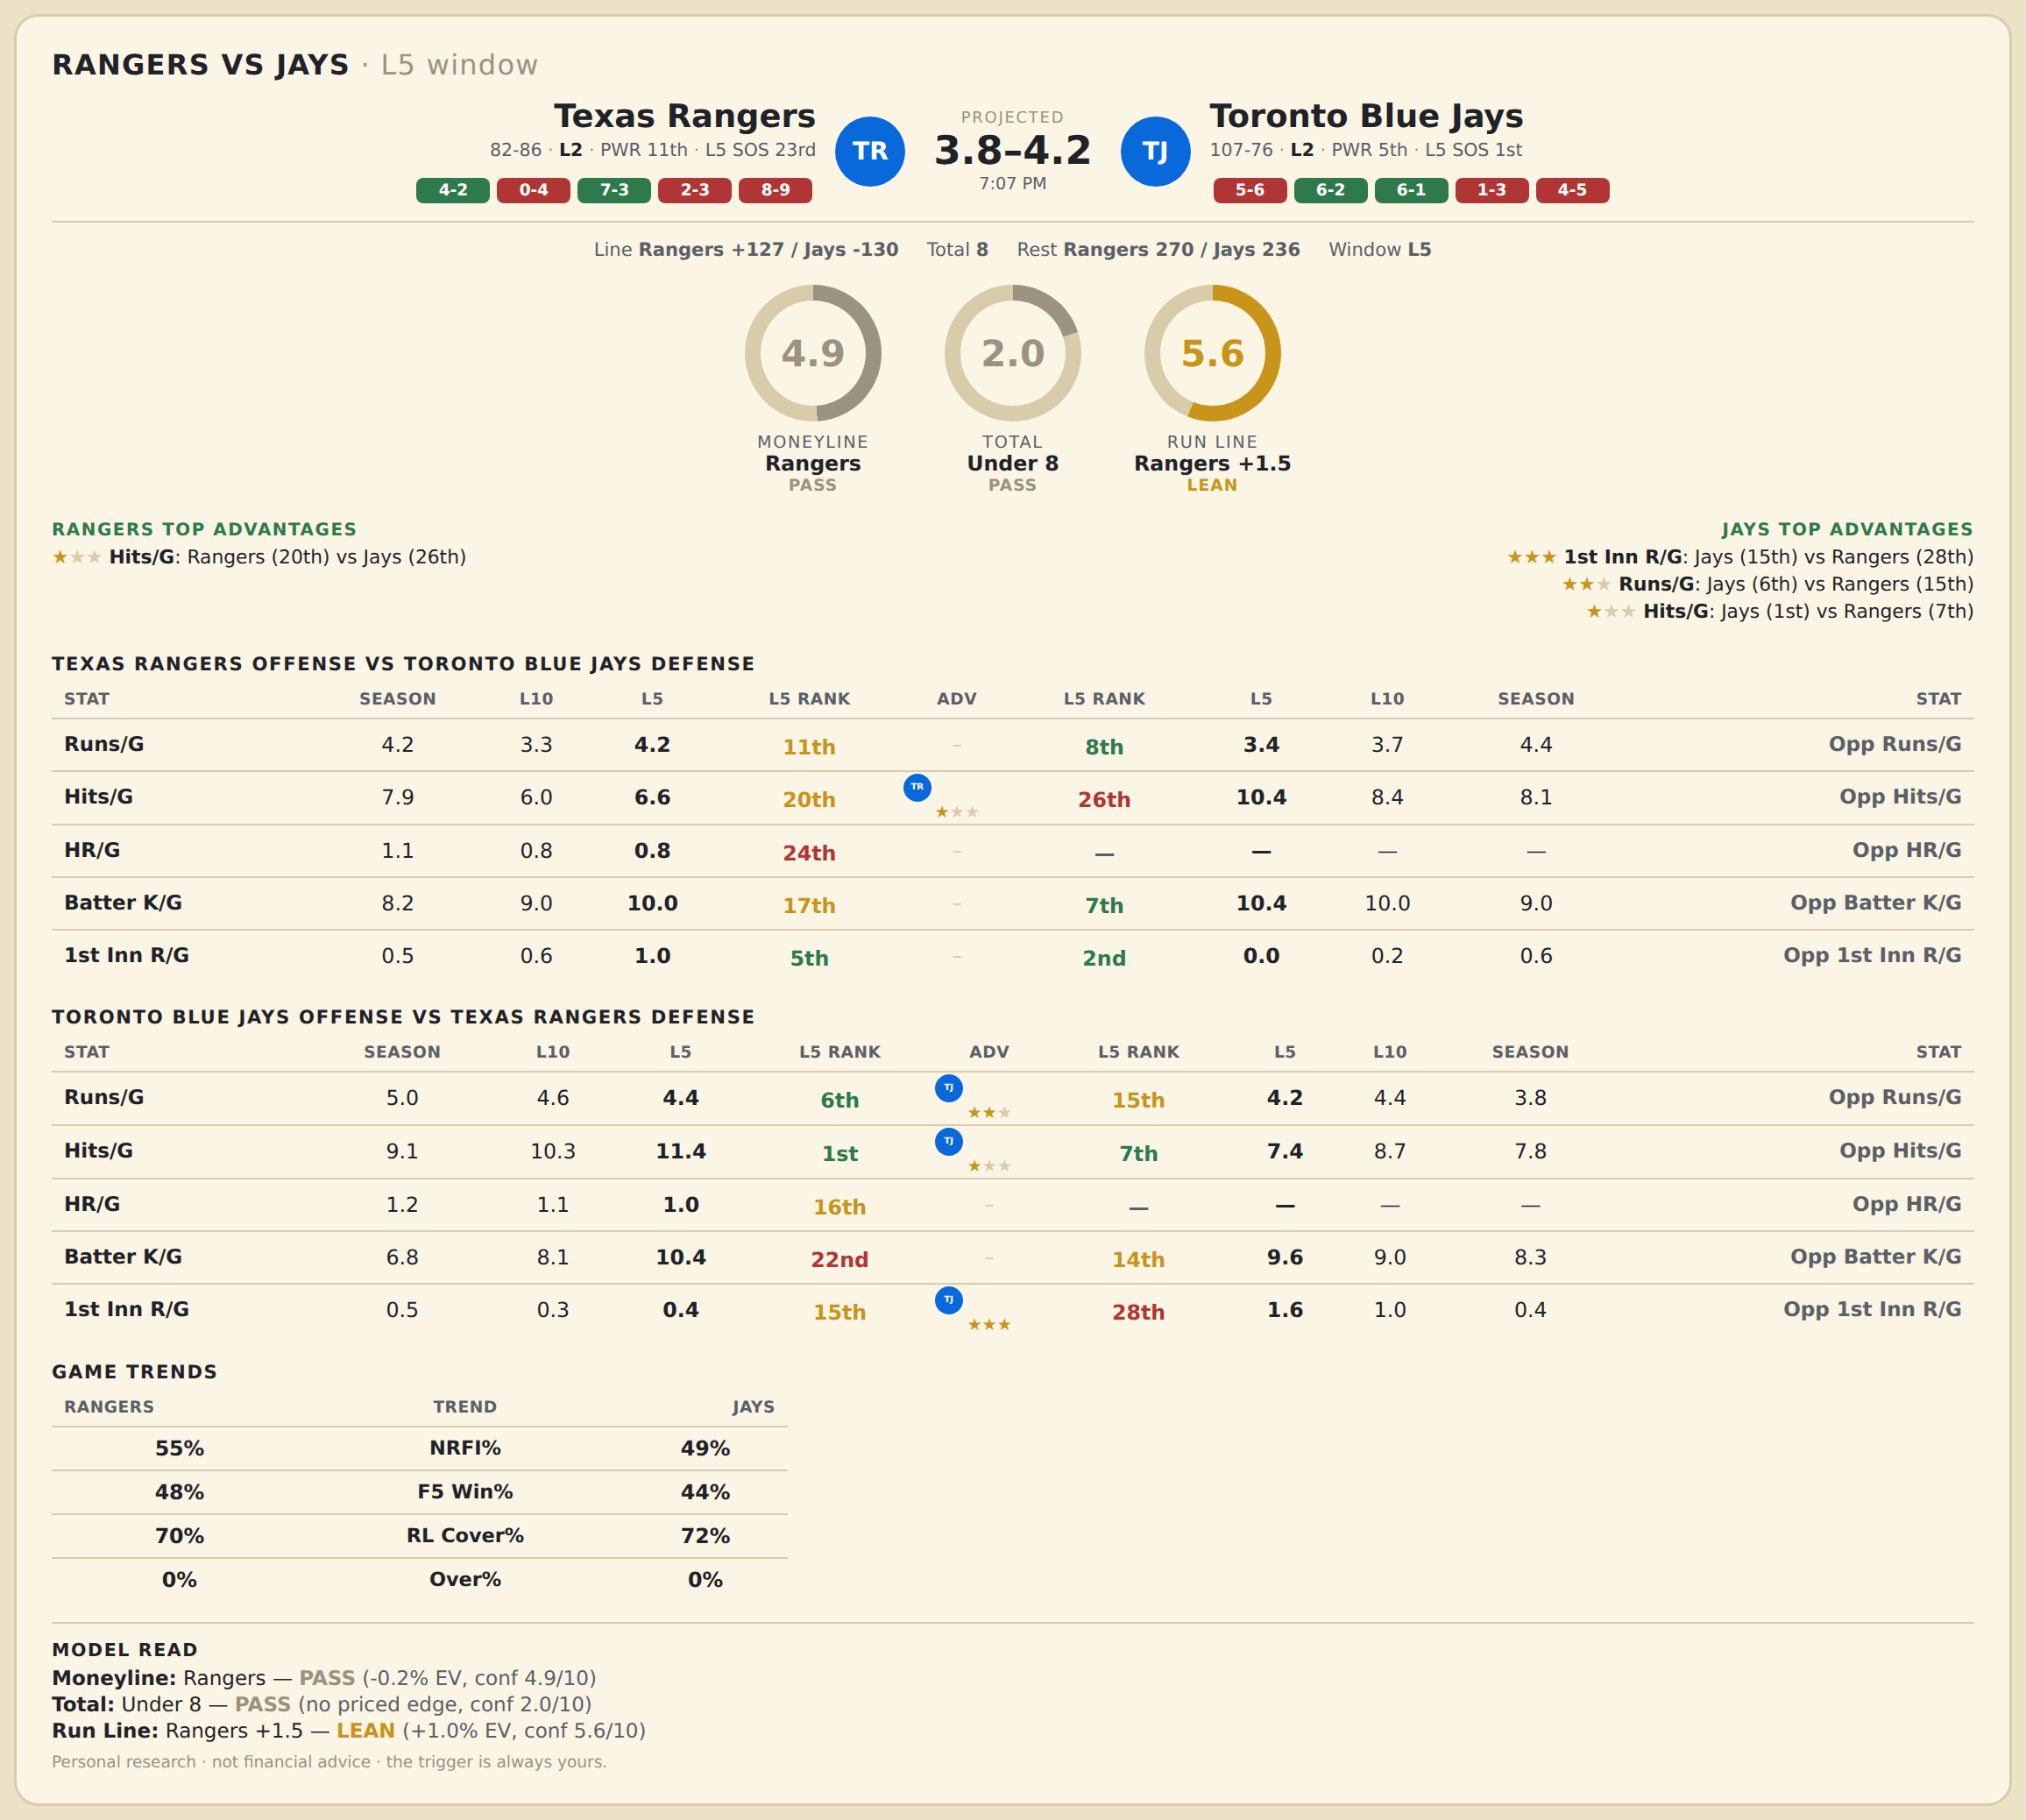 RANGERS VS JAYS · L5 window
Texas Rangers
82-86 · L2 · PWR 11th · L5 SOS 23rd
4-2 0-4 7-3 2-3 8-9
TR
PROJECTED
3.8–4.2
7:07 PM
TJ
Toronto Blue Jays
107-76 · L2 · PWR 5th · L5 SOS 1st
5-6 6-2 6-1 1-3 4-5
Line Rangers +127 / Jays -130 Total 8 Rest Rangers 270 / Jays 236 Window L5
4.9 2.0 5.6
MONEYLINE TOTAL RUN LINE
Rangers Under 8 Rangers +1.5
PASS PASS LEAN
RANGERS TOP ADVANTAGES
★★★ Hits/G: Rangers (20th) vs Jays (26th)
JAYS TOP ADVANTAGES
★★★ 1st Inn R/G: Jays (15th) vs Rangers (28th)
★★★ Runs/G: Jays (6th) vs Rangers (15th)
★★★ Hits/G: Jays (1st) vs Rangers (7th)
TEXAS RANGERS OFFENSE VS TORONTO BLUE JAYS DEFENSE
STAT SEASON L10 L5 L5 RANK ADV L5 RANK L5 L10 SEASON STAT
Runs/G 4.2 3.3 4.2 11th – 8th 3.4 3.7 4.4 Opp Runs/G
Hits/G 7.9 6.0 6.6 20th TR ★★★ 26th 10.4 8.4 8.1 Opp Hits/G
HR/G 1.1 0.8 0.8 24th – — — — — Opp HR/G
Batter K/G 8.2 9.0 10.0 17th – 7th 10.4 10.0 9.0 Opp Batter K/G
1st Inn R/G 0.5 0.6 1.0 5th – 2nd 0.0 0.2 0.6 Opp 1st Inn R/G
TORONTO BLUE JAYS OFFENSE VS TEXAS RANGERS DEFENSE
STAT SEASON L10 L5 L5 RANK ADV L5 RANK L5 L10 SEASON STAT
Runs/G 5.0 4.6 4.4 6th TJ ★★★ 15th 4.2 4.4 3.8 Opp Runs/G
Hits/G 9.1 10.3 11.4 1st TJ ★★★ 7th 7.4 8.7 7.8 Opp Hits/G
HR/G 1.2 1.1 1.0 16th – — — — — Opp HR/G
Batter K/G 6.8 8.1 10.4 22nd – 14th 9.6 9.0 8.3 Opp Batter K/G
1st Inn R/G 0.5 0.3 0.4 15th TJ ★★★ 28th 1.6 1.0 0.4 Opp 1st Inn R/G
GAME TRENDS
RANGERS TREND JAYS
55% NRFI% 49%
48% F5 Win% 44%
70% RL Cover% 72%
0% Over% 0%
MODEL READ
Moneyline: Rangers — PASS (-0.2% EV, conf 4.9/10)
Total: Under 8 — PASS (no priced edge, conf 2.0/10)
Run Line: Rangers +1.5 — LEAN (+1.0% EV, conf 5.6/10)
Personal research · not financial advice · the trigger is always yours.